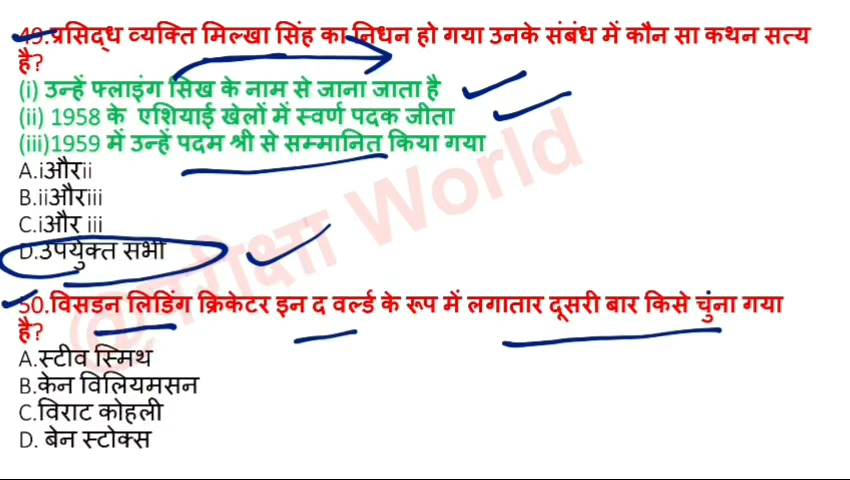 49.प्रसिद्ध व्यक्ति मिल्खा सिंह का निधन हो गया उनके संबंध में कौन सा कथन सत्य
है?
(i) उन्हें फ्लाइंग सिख के नाम से जाना जाता है
(ii) 1958 के एशियाई खेलों में स्वर्ण पदक जीता
(iii)1959 में उन्हें पदम श्री से सम्मानित किया गया
A.iऔरii
B.iiऔरiii
C.iऔर iii
D.उपर्युक्त सभी
50.विसडन लिडिंग क्रिकेटर इन द वर्ल्ड के रूप में लगातार दूसरी बार किसे चुंना गया
है?
A.स्टीव स्मिथ
B.केन विलियमसन
C.विराट कोहली
D. बेन स्टोक्स
World